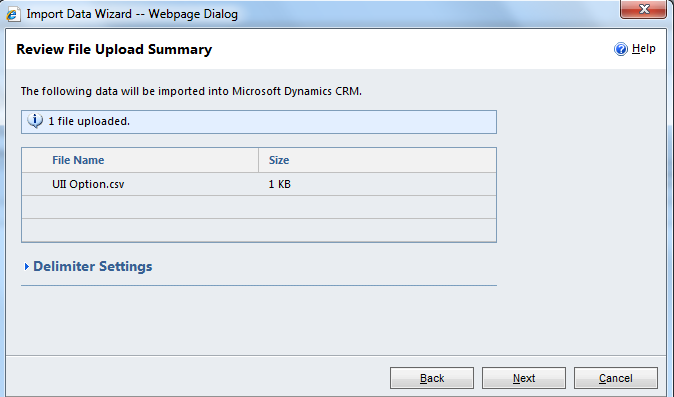 Import Data Wizard -- Webpage Dialog
Review File Upload Summary
Help
The following data will be imported into Microsoft Dynamics CRM.
1 file uploaded.
File Name Size
UII Option.csv 1 KB
Delimiter Settings
Back Next Cancel